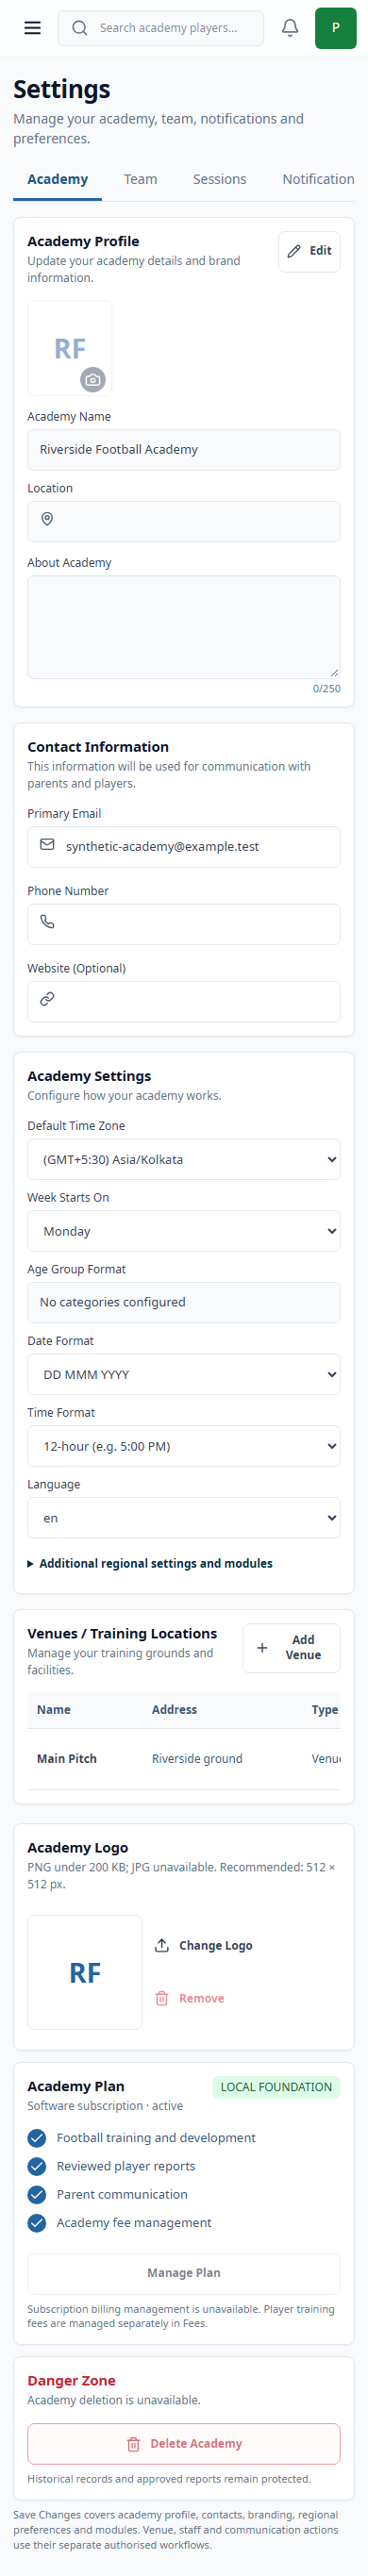 Search academy players...
P
Settings
Manage your academy, team, notifications and
preferences.
Academy Team Sessions Notification
Academy Profile
Edit
Update your academy details and brand
information.
RF
Academy Name
Riverside Football Academy
Location
About Academy
0/250
Contact Information
This information will be used for communication with
parents and players.
Primary Email
synthetic-academy@example.test
Phone Number
Website (Optional)
Academy Settings
Configure how your academy works.
Default Time Zone
(GMT+5:30) Asia/Kolkata
Week Starts On
Monday
Age Group Format
No categories configured
Date Format
DD MMM YYYY
Time Format
12-hour (e.g. 5:00 PM)
Language
en
Additional regional settings and modules
Venues / Training Locations
Manage your training grounds and
facilities.
Add
Venue
Name Address Type
Main Pitch Riverside ground Venue
Academy Logo
PNG under 200 KB; JPG unavailable. Recommended: 512 ×
512 px.
RF
Change Logo
Remove
Academy Plan
LOCAL FOUNDATION
Software subscription · active
Football training and development
Reviewed player reports
Parent communication
Academy fee management
Manage Plan
Subscription billing management is unavailable. Player training
fees are managed separately in Fees.
Danger Zone
Academy deletion is unavailable.
Delete Academy
Historical records and approved reports remain protected.
Save Changes covers academy profile, contacts, branding, regional
preferences and modules. Venue, staff and communication actions
use their separate authorised workflows.